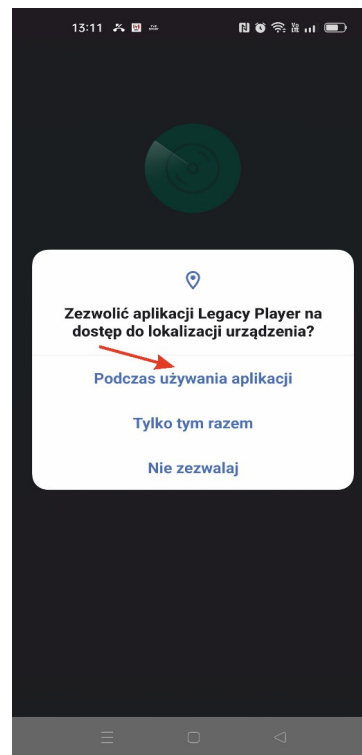 13:11
Zezwolić aplikacji Legacy Player na
dostęp do lokalizacji urządzenia?
Podczas używania aplikacji
Tylko tym razem
Nie zezwalaj